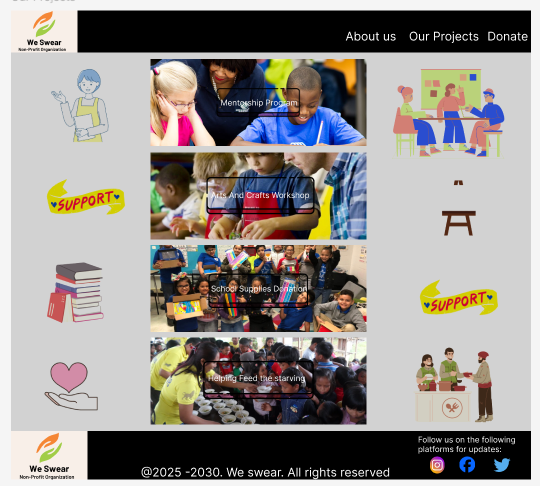 Our Projects
We Swear
Non-Profit Organization
About us Our Projects Donate
Mentorship Program
SUPPORT
Arts And Crafts Workshop
School Supplies Donation
SUPPORT
Helping Feed the starving
We Swear
Non-Profit Organization
@2025 -2030. We swear. All rights reserved
Follow us on the following
platforms for updates: